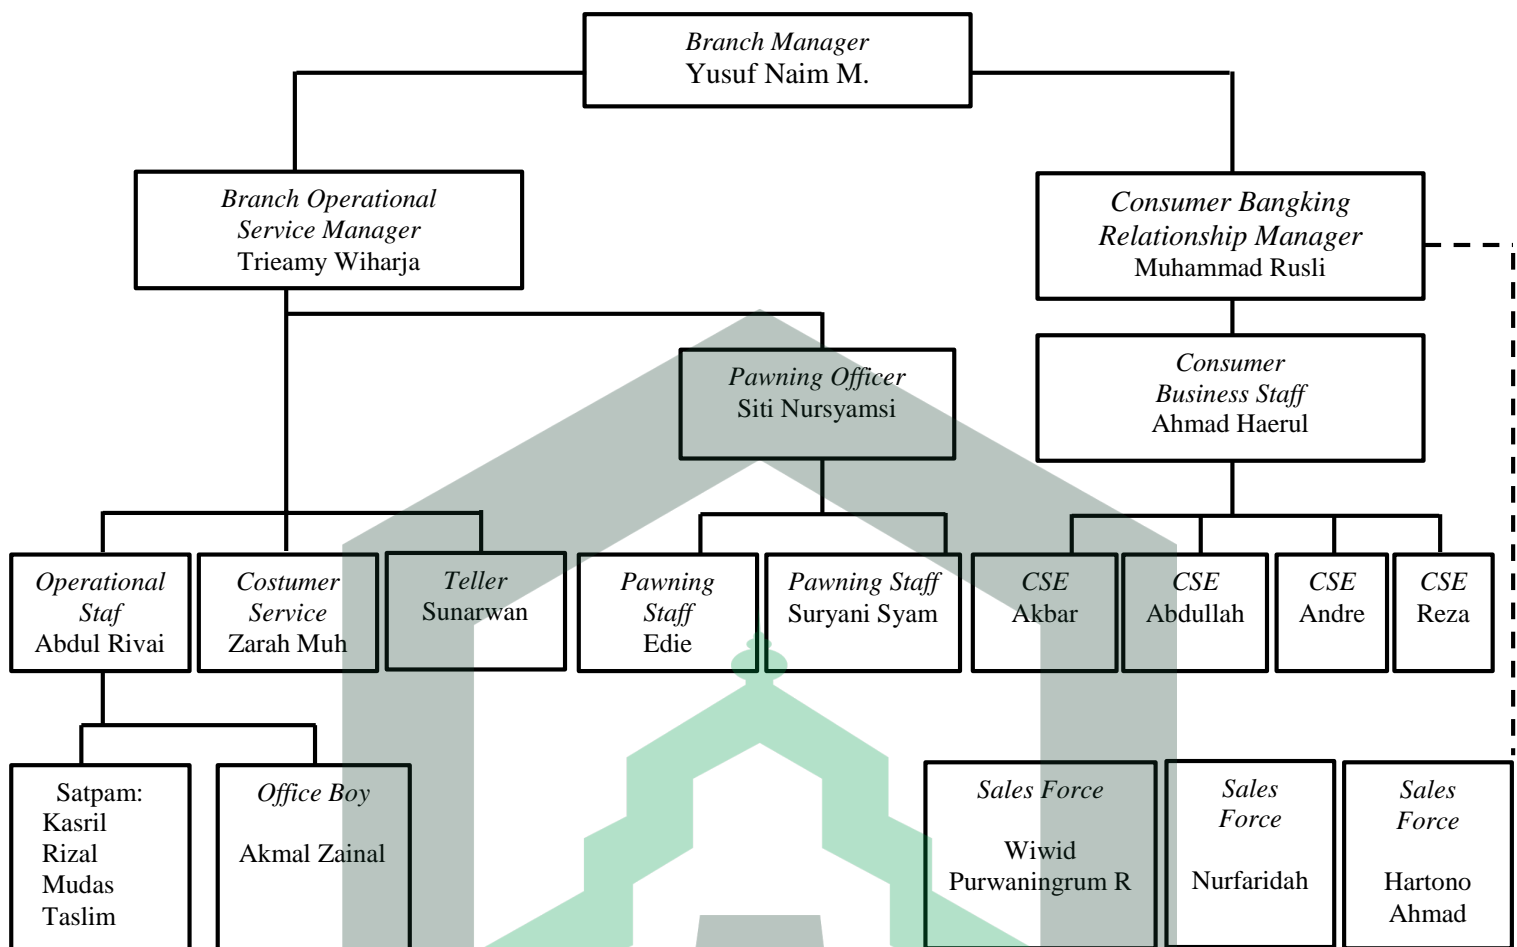 Branch Manager
Yusuf Naim M.
Branch Operational
Service Manager
Trieamy Wiharja
Consumer Bangking
Relationship Manager
Muhammad Rusli
Pawning Officer
Siti Nursyamsi
Consumer
Business Staff
Ahmad Haerul
Operational
Staf
Abdul Rivai
Costumer
Service
Zarah Muh
Teller
Sunarwan
Pawning
Staff
Edie
Pawning Staff
Suryani Syam
CSE
Akbar
CSE
Abdullah
CSE
Andre
CSE
Reza
Satpam:
Kasril
Rizal
Mudas
Taslim
Office Boy
Akmal Zainal
Sales Force
Wiwid
Purwaningrum R
Sales
Force
Nurfaridah
Sales
Force
Hartono
Ahmad